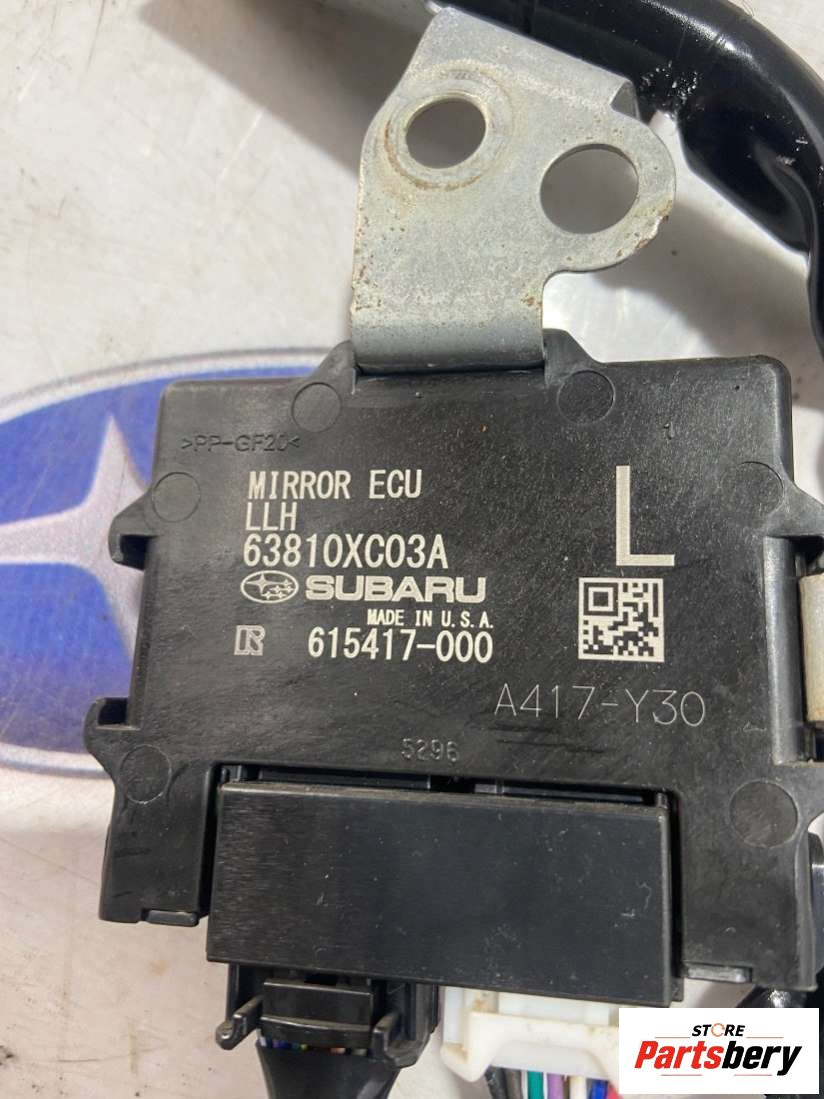 >PP-GF20<
MIRROR ECU
LLH
63810XC03A
L
SUBARU
MADE IN U.S.A.
R 615417-000
A417-Y30
5296
STORE
Partsbery